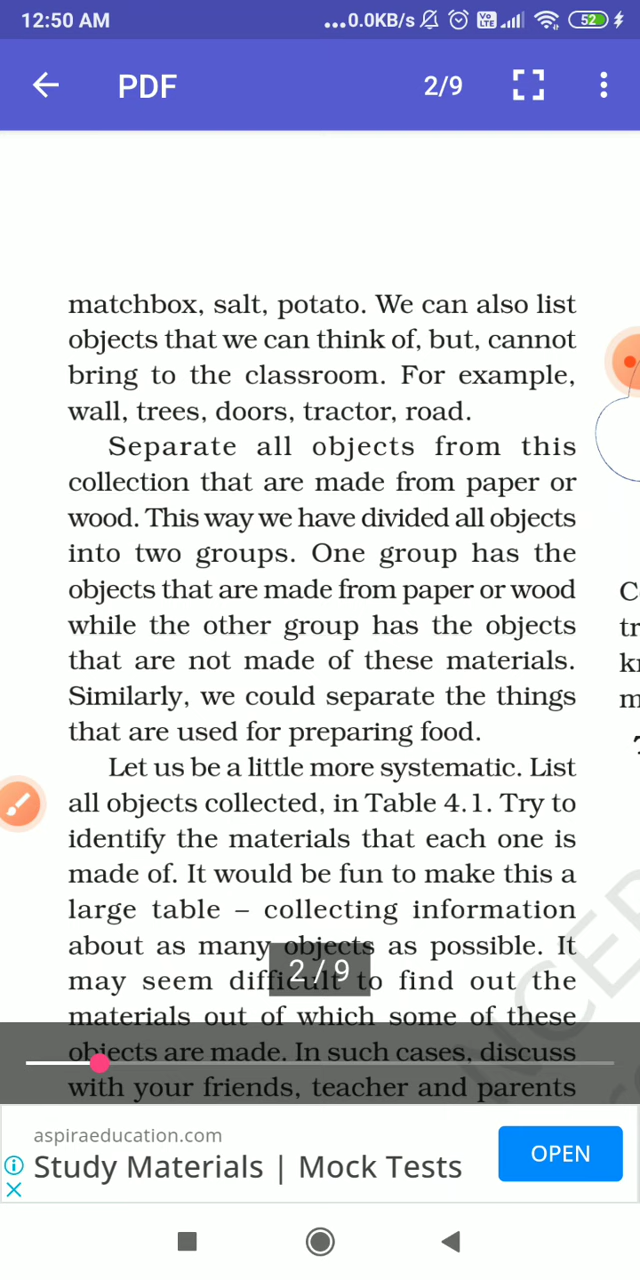 12:50 AM
...0.0KB/s
Vo
LTE
52
PDF
2/9
matchbox, salt, potato. We can also list
objects that we can think of, but, cannot
bring to the classroom. For example,
wall, trees, doors, tractor, road.
Separate all objects from this
collection that are made from paper or
wood. This way we have divided all objects
into two groups. One group has the
objects that are made from paper or wood
while the other group has the objects
that are not made of these materials.
Similarly, we could separate the things
that are used for preparing food.
Let us be a little more systematic. List
all objects collected, in Table 4.1. Try to
identify the materials that each one is
made of. It would be fun to make this a
large table – collecting information
about as many objects as possible. It
may seem difficult to find out the
materials out of which some of these
objects are made. In such cases, discuss
with your friends, teacher and parents
2 / 9
C
tr
m
aspiraeducation.com
Study Materials | Mock Tests
OPEN